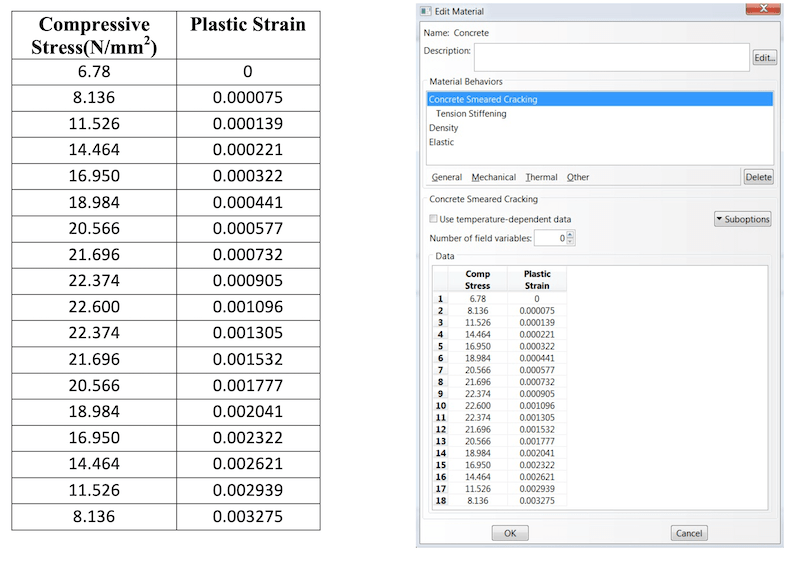 Compressive Stress(N/mm²) Plastic Strain
6.78 0
8.136 0.000075
11.526 0.000139
14.464 0.000221
16.950 0.000322
18.984 0.000441
20.566 0.000577
21.696 0.000732
22.374 0.000905
22.600 0.001096
22.374 0.001305
21.696 0.001532
20.566 0.001777
18.984 0.002041
16.950 0.002322
14.464 0.002621
11.526 0.002939
8.136 0.003275
Edit Material
X
Name: Concrete
Description:
Edit...
Material Behaviors
Concrete Smeared Cracking
Tension Stiffening
Density
Elastic
General Mechanical Thermal Other
Delete
Concrete Smeared Cracking
Use temperature-dependent data
Suboptions
Number of field variables: 0
Data
Comp Stress Plastic Strain
1 6.78 0
2 8.136 0.000075
3 11.526 0.000139
4 14.464 0.000221
5 16.950 0.000322
6 18.984 0.000441
7 20.566 0.000577
8 21.696 0.000732
9 22.374 0.000905
10 22.600 0.001096
11 22.374 0.001305
12 21.696 0.001532
13 20.566 0.001777
14 18.984 0.002041
15 16.950 0.002322
16 14.464 0.002621
17 11.526 0.002939
18 8.136 0.003275
OK
Cancel